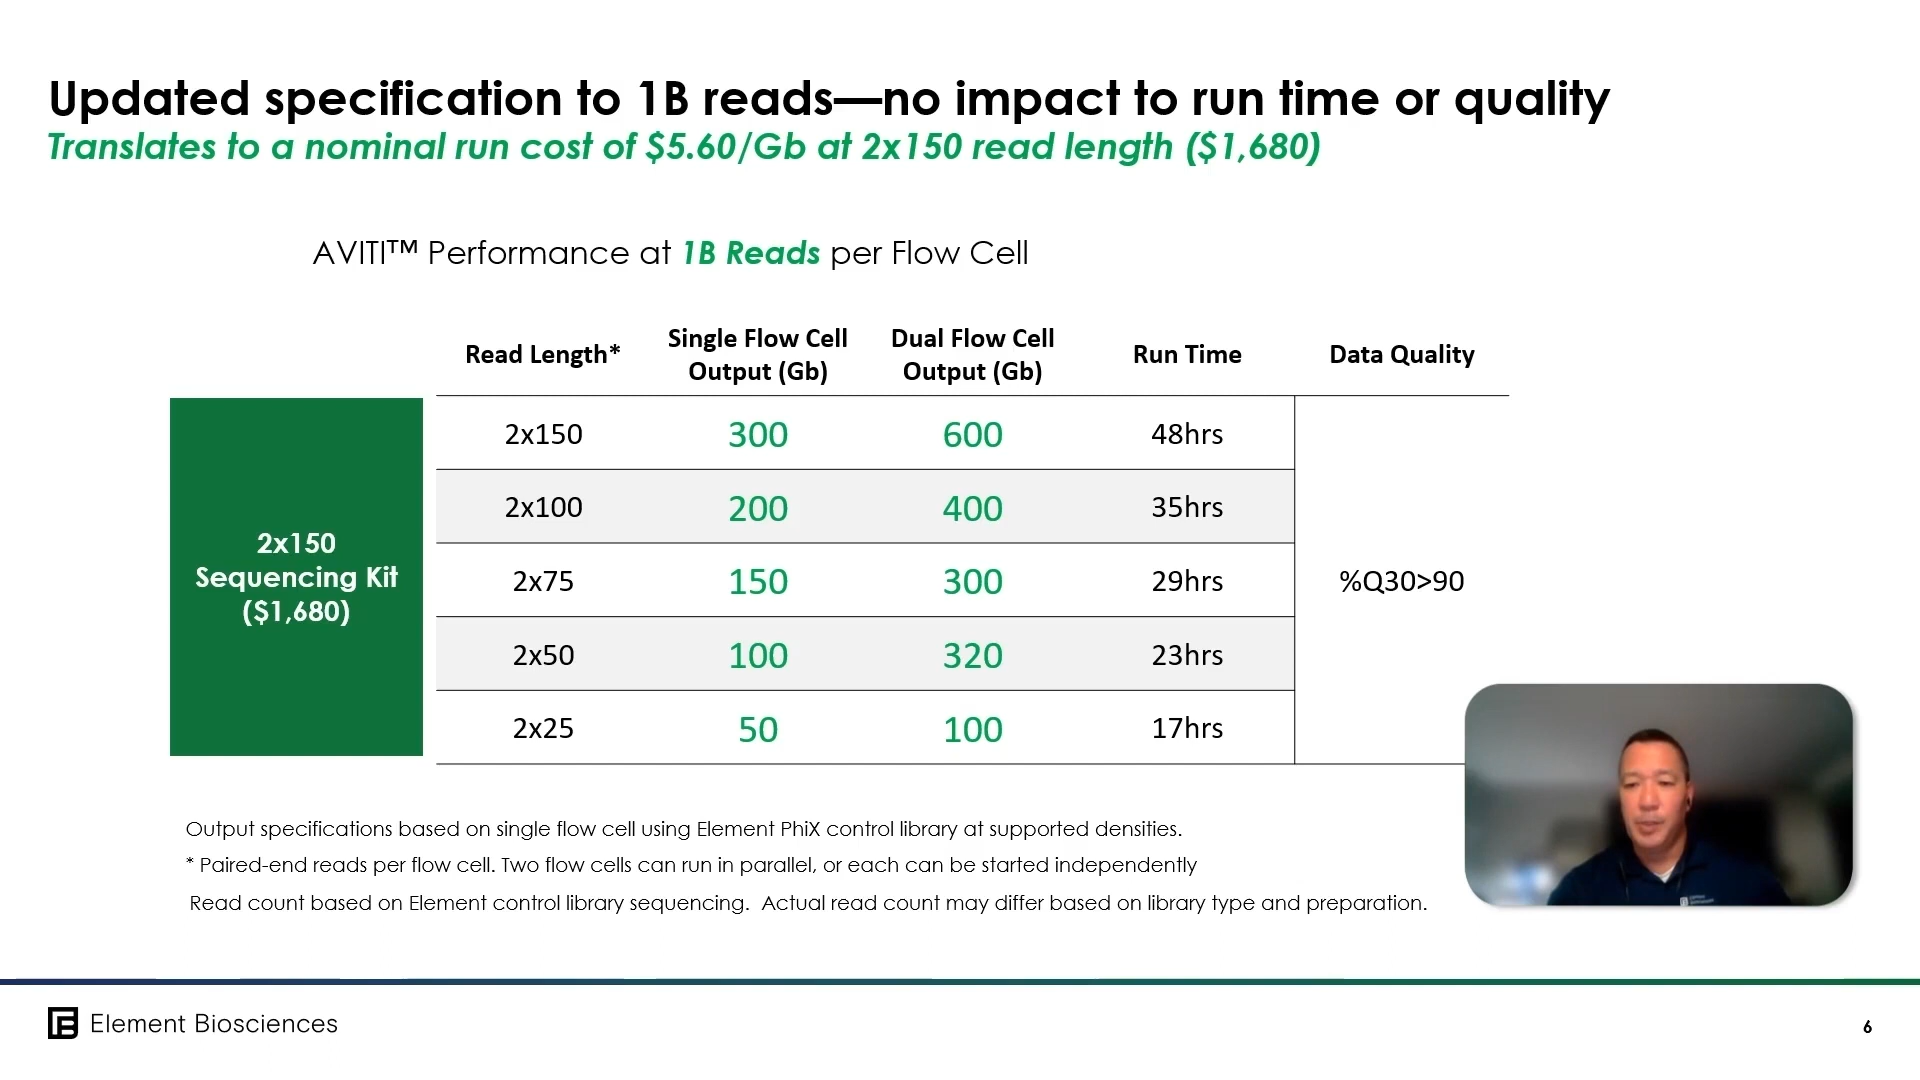 Updated specification to 1B reads—no impact to run time or quality
Translates to a nominal run cost of $5.60/Gb at 2x150 read length ($1,680)
AVITI™ Performance at 1B Reads per Flow Cell
Read Length* Single Flow Cell Output (Gb) Dual Flow Cell Output (Gb) Run Time Data Quality
2x150 Sequencing Kit ($1,680)
2x150 300 600 48hrs
2x100 200 400 35hrs
2x75 150 300 29hrs %Q30>90
2x50 100 320 23hrs
2x25 50 100 17hrs
Output specifications based on single flow cell using Element PhiX control library at supported densities.
* Paired-end reads per flow cell. Two flow cells can run in parallel, or each can be started independently
Read count based on Element control library sequencing. Actual read count may differ based on library type and preparation.
Element Biosciences
6